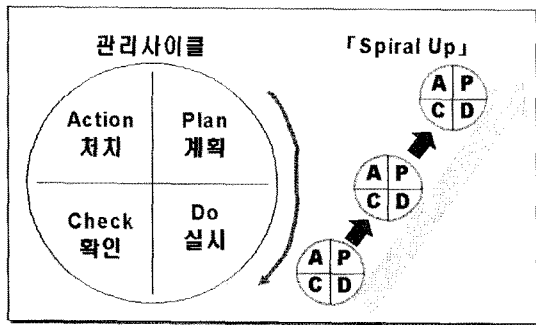 관리사이클
「Spiral Up」
Action
처치
Plan
계획
Check
확인
Do
실시
A P
C D
A P
C D
A P
C D